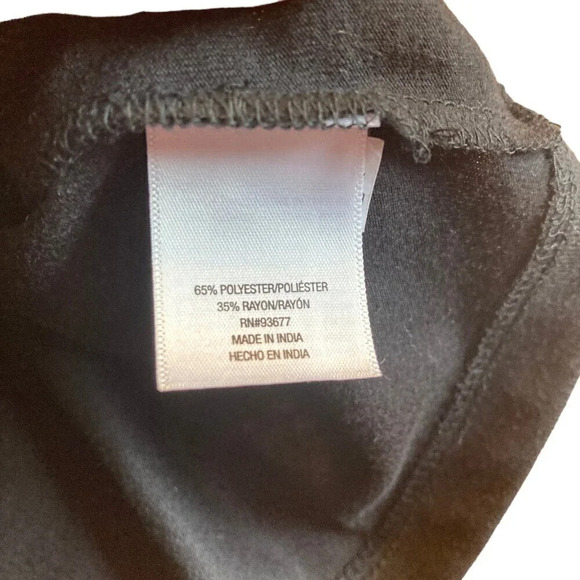 65% POLYESTER/POLIÉSTER
35% RAYON/RAYÓN
RN#93677
MADE IN INDIA
HECHO EN INDIA